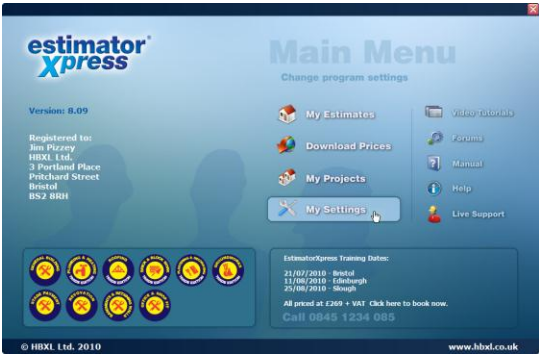 estimator
Xpress
Main Menu
Change program settings
Version: 8.09
Registered to:
Jim Pizzey
HBXL Ltd.
3 Portland Place
Pritchard Street
Bristol
BS2 8RH
My Estimates
Download Prices
My Projects
My Settings
Video Tutorials
Forums
Manual
Help
Live Support
EstimatorXpress Training Dates:
21/07/2010 - Bristol
11/08/2010 - Edinburgh
25/08/2010 - Slough
All priced at £269 + VAT Click here to book now.
Call 0845 1234 085
© HBXL Ltd. 2010
www.hbxl.co.uk